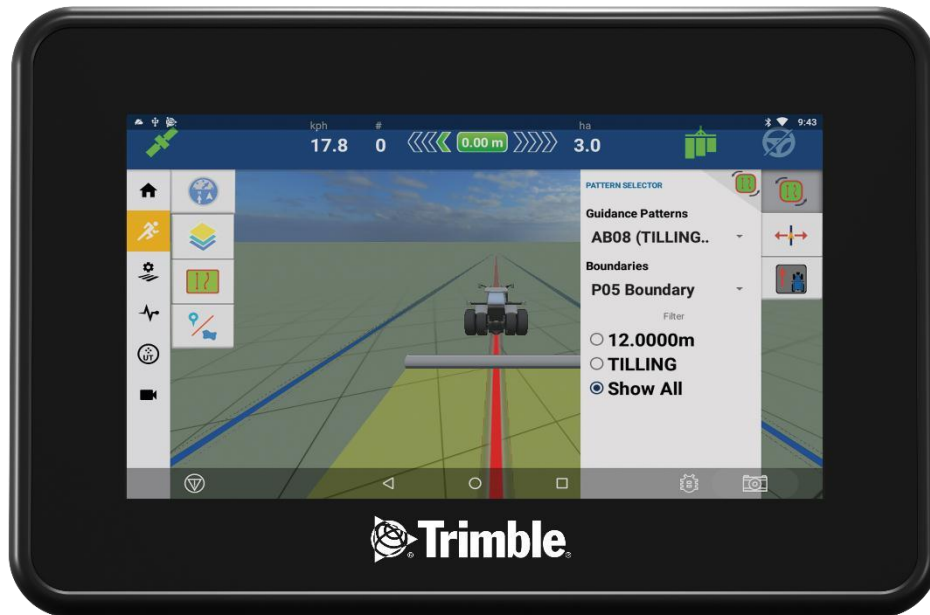 9:43
kph
#
ha
17.8
0
0.00 m
3.0
PATTERN SELECTOR
Guidance Patterns
AB08 (TILLING..
Boundaries
P05 Boundary
Filter
12.0000m
TILLING
Show All
UT
Trimble